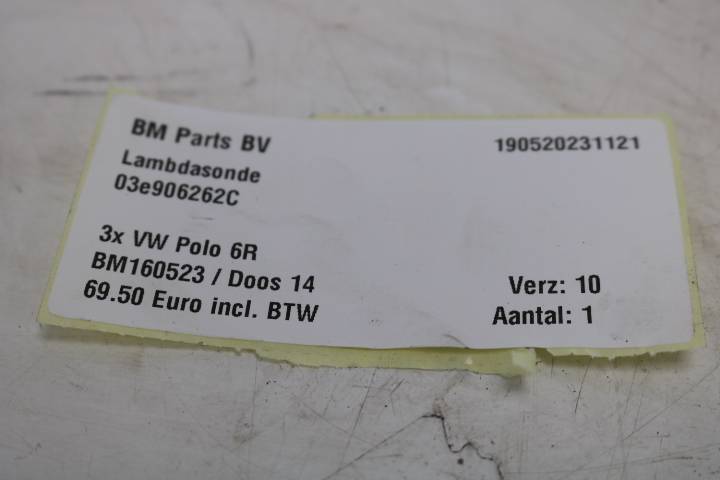 BM Parts BV
190520231121
Lambdasonde
03e906262C
3x VW Polo 6R
BM160523 / Doos 14
Verz: 10
69.50 Euro incl. BTW
Aantal: 1